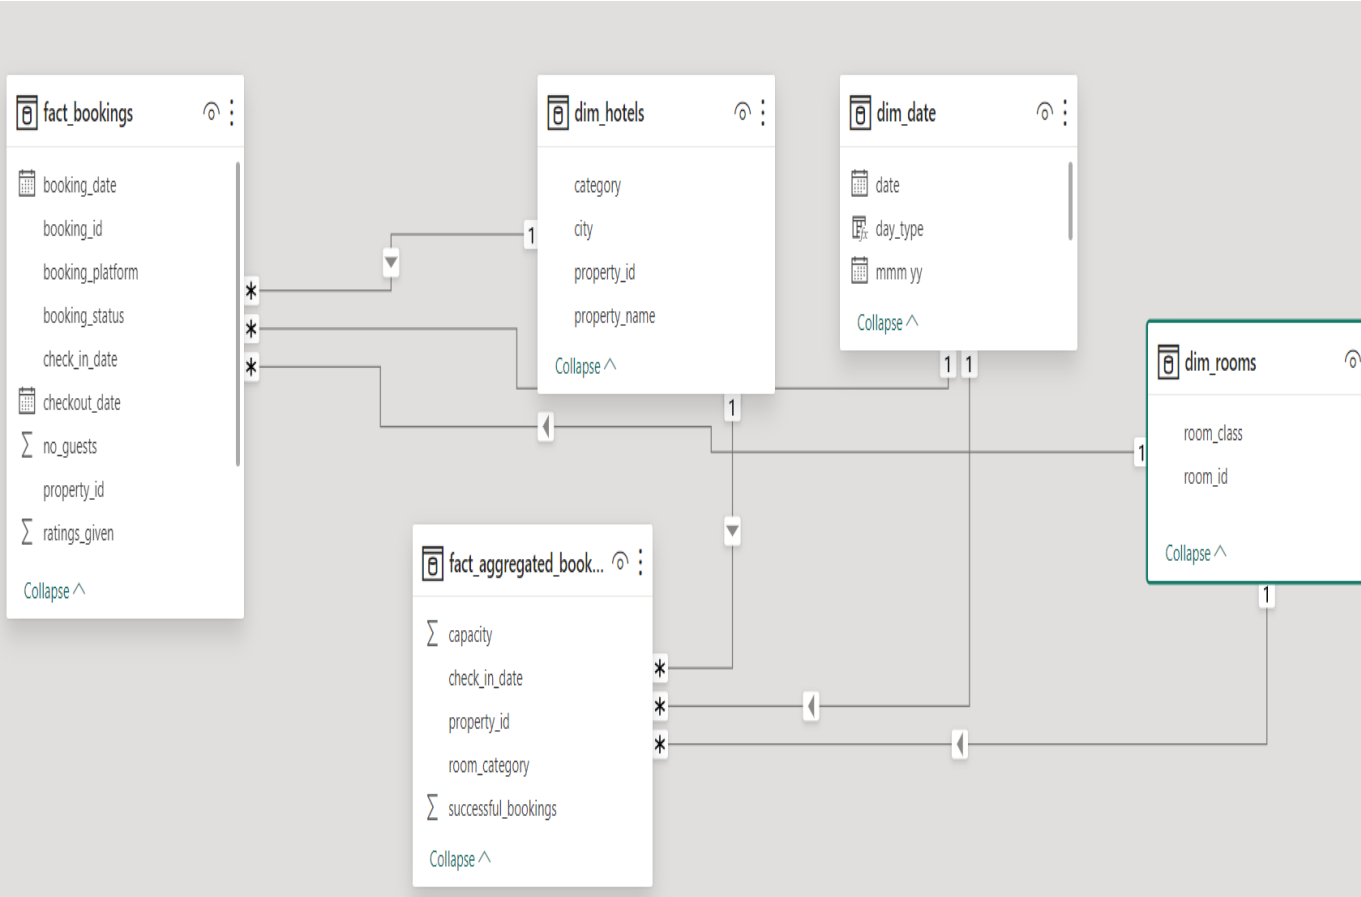 fact_bookings
booking_date
booking_id
booking_platform
booking_status
check_in_date
checkout_date
no_guests
property_id
ratings_given
Collapse
*
*
*
dim_hotels
category
city
property_id
property_name
Collapse
1
1
dim_date
date
day_type
mmm yy
Collapse
1 1
dim_rooms
room_class
room_id
Collapse
1
1
fact_aggregated_book...
capacity
check_in_date
property_id
room_category
successful_bookings
Collapse
*
*
*